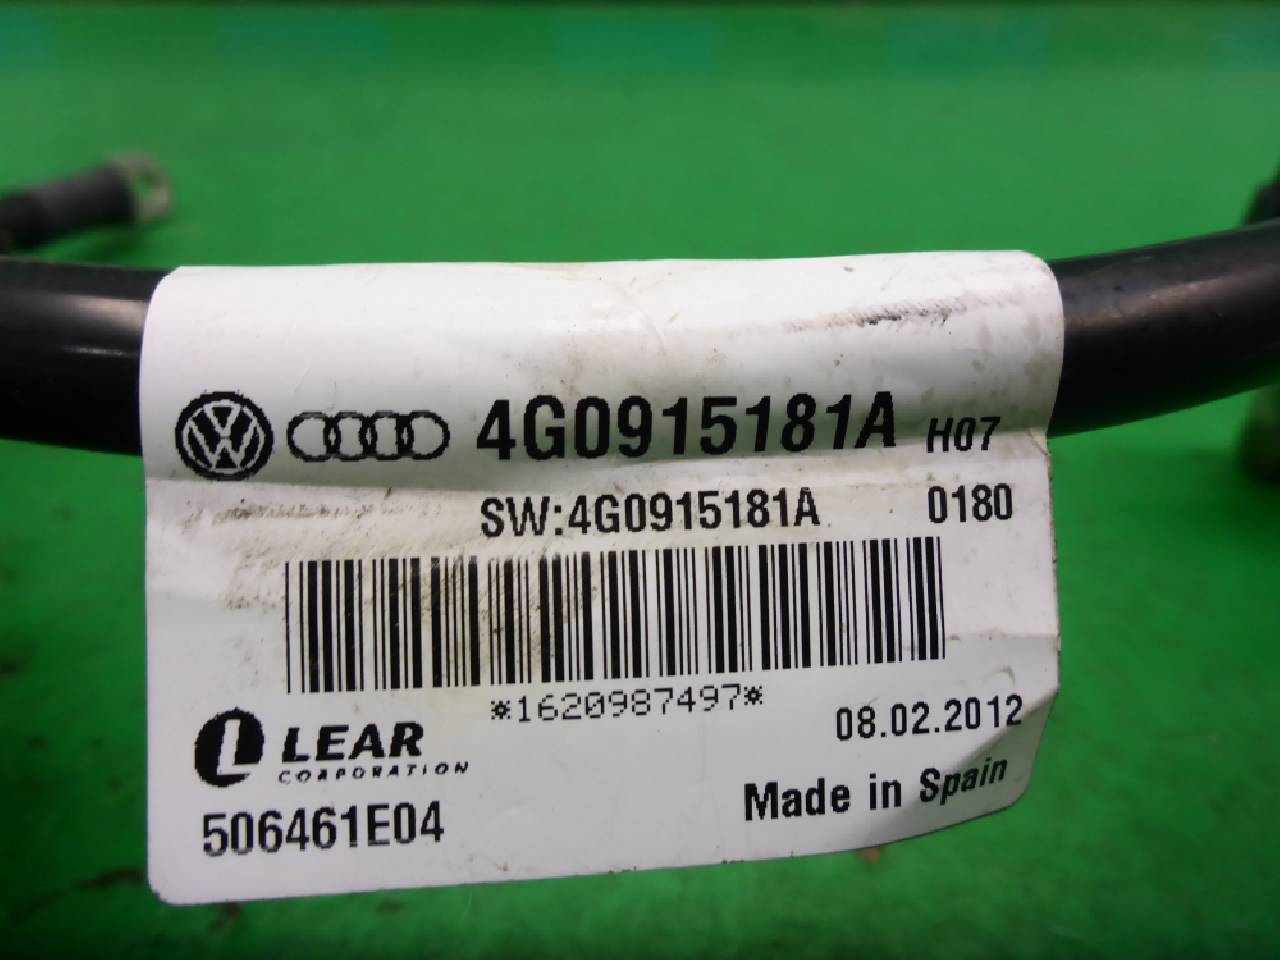 4G0915181A H07
SW:4G0915181A 0180
*1620987497*
08.02.2012
LEAR
CORPORATION
506461E04
Made in Spain